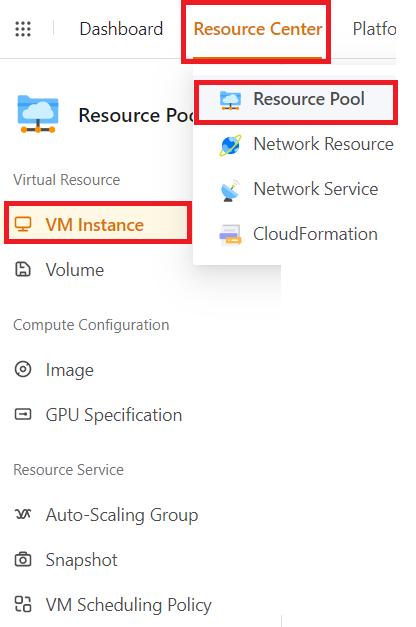 Dashboard Resource Center Platfo
Resource Poo
Resource Pool
Network Resource
Network Service
CloudFormation
Virtual Resource
VM Instance
Volume
Compute Configuration
Image
GPU Specification
Resource Service
Auto-Scaling Group
Snapshot
VM Scheduling Policy